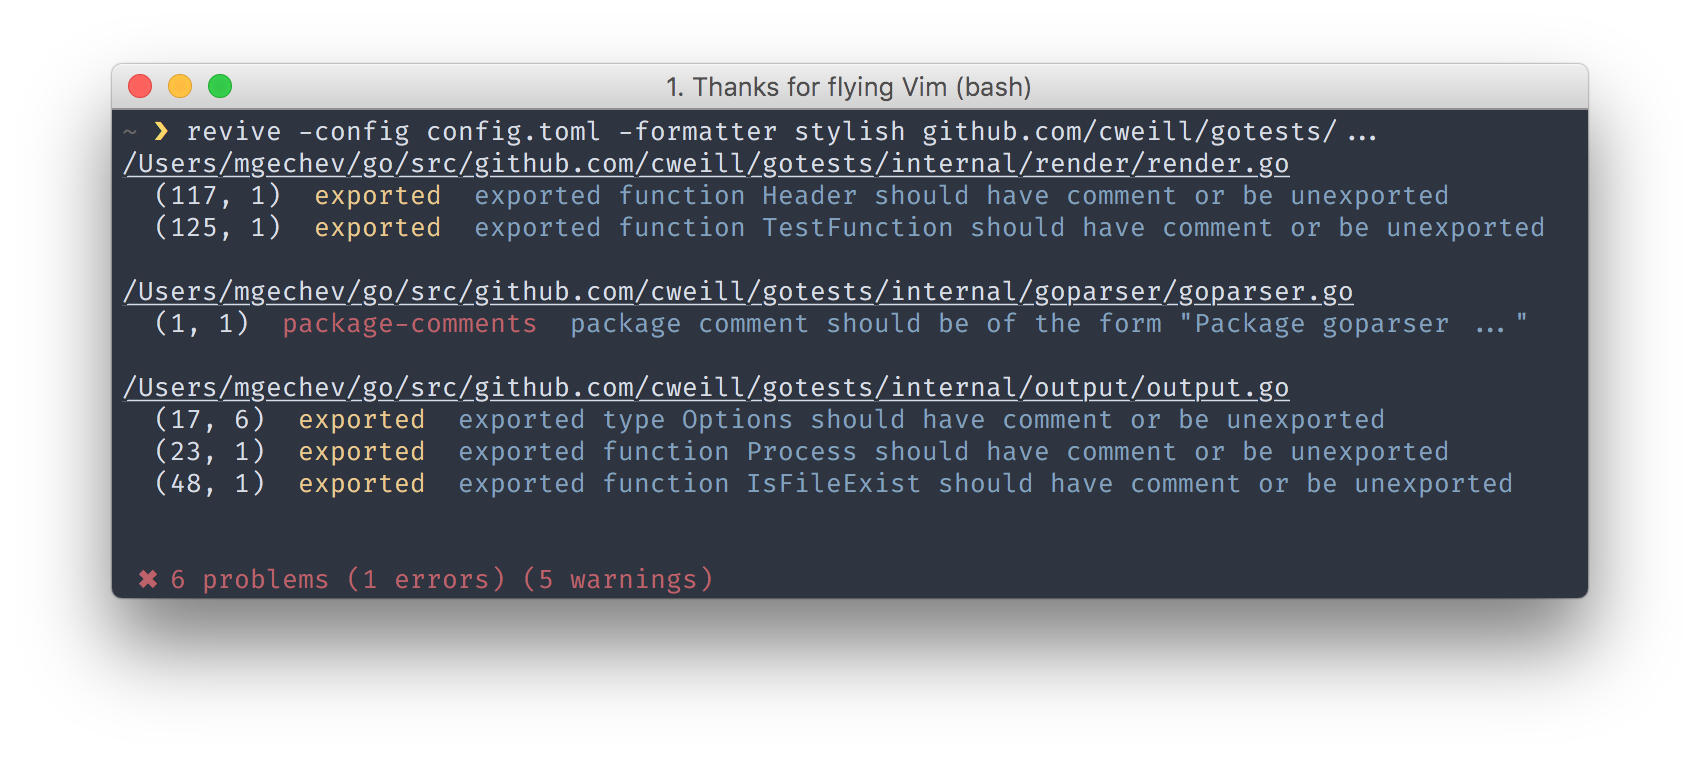 1. Thanks for flying Vim (bash)
~ ❯ revive -config config.toml -formatter stylish github.com/cweill/gotests/...
/Users/mgechev/go/src/github.com/cweill/gotests/internal/render/render.go
(117, 1) exported exported function Header should have comment or be unexported
(125, 1) exported exported function TestFunction should have comment or be unexported
/Users/mgechev/go/src/github.com/cweill/gotests/internal/goparser/goparser.go
(1, 1) package-comments package comment should be of the form "Package goparser ..."
/Users/mgechev/go/src/github.com/cweill/gotests/internal/output/output.go
(17, 6) exported exported type Options should have comment or be unexported
(23, 1) exported exported function Process should have comment or be unexported
(48, 1) exported exported function IsFileExist should have comment or be unexported
✖ 6 problems (1 errors) (5 warnings)